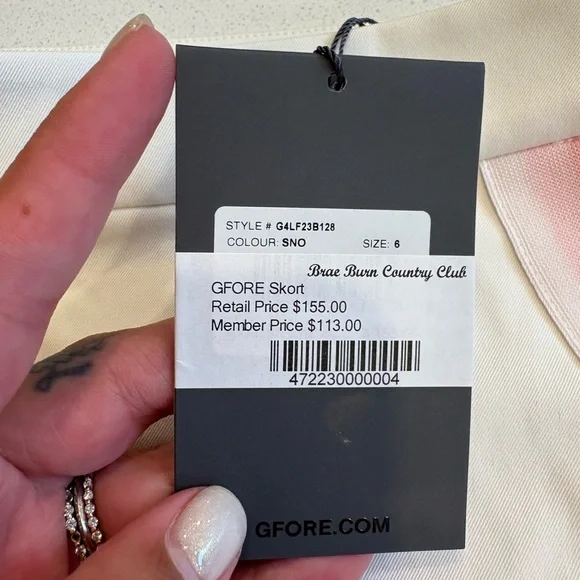 STYLE # G4LF23B128
COLOUR: SNO SIZE: 6
Brae Burn Country Club
GFORE Skort
Retail Price $155.00
Member Price $113.00
472230000004
GFORE.COM